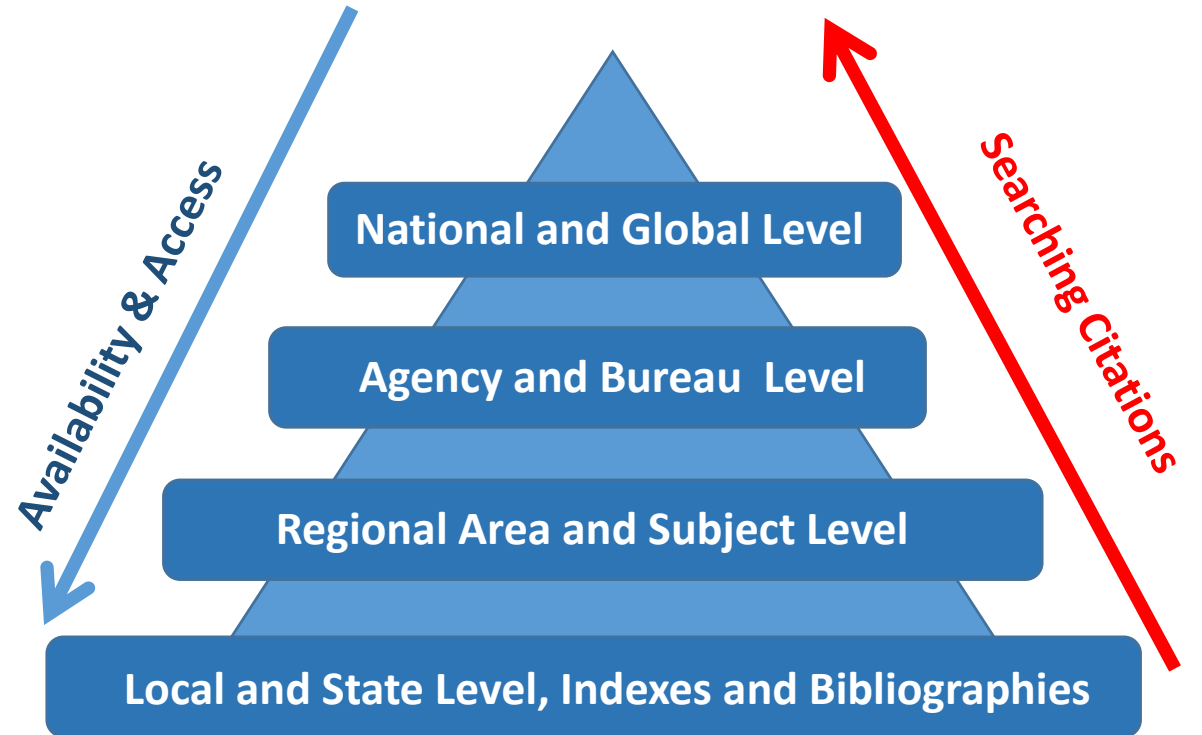 Availability & Access
Searching Citations
National and Global Level
Agency and Bureau  Level
Regional Area and Subject Level
Local and State Level, Indexes and Bibliographies